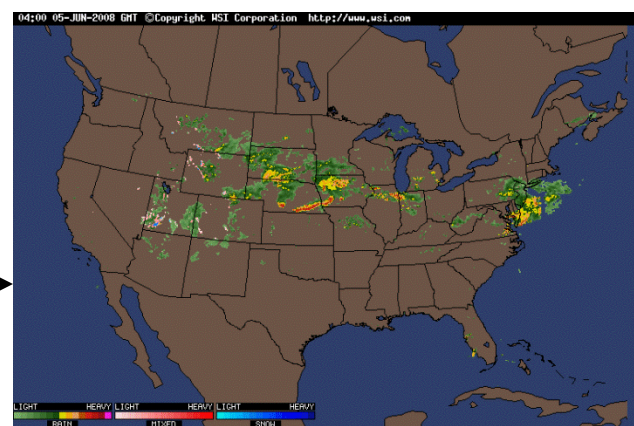 04:00 05-JUN-2008 GMT ©Copyright WSI Corporation http://www.wsi.com
LIGHT HEAVY LIGHT HEAVY LIGHT HEAVY
RAIN MIXED SNOW